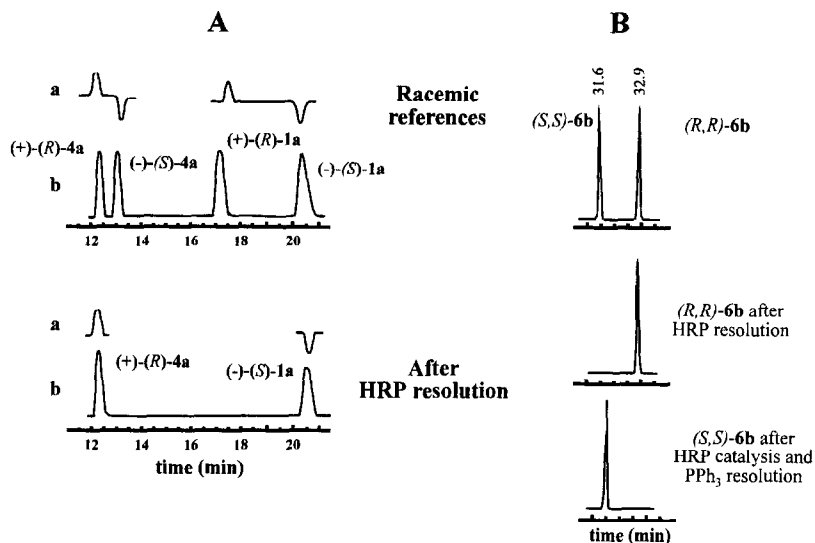 A
B
a
Racemic
references
31.6
32.9
(S,S)-6b
(R,R)-6b
(+)-(R)-4a
(-)-(S)-4a
(+)-(R)-1a
(-)-(S)-1a
b
12 14 16 18 20
a
(+)-(R)-4a
(-)-(S)-1a
b
After
HRP resolution
12 14 16 18 20
time (min)
(R,R)-6b after
HRP resolution
(S,S)-6b after
HRP catalysis and
PPh₃ resolution
time (min)